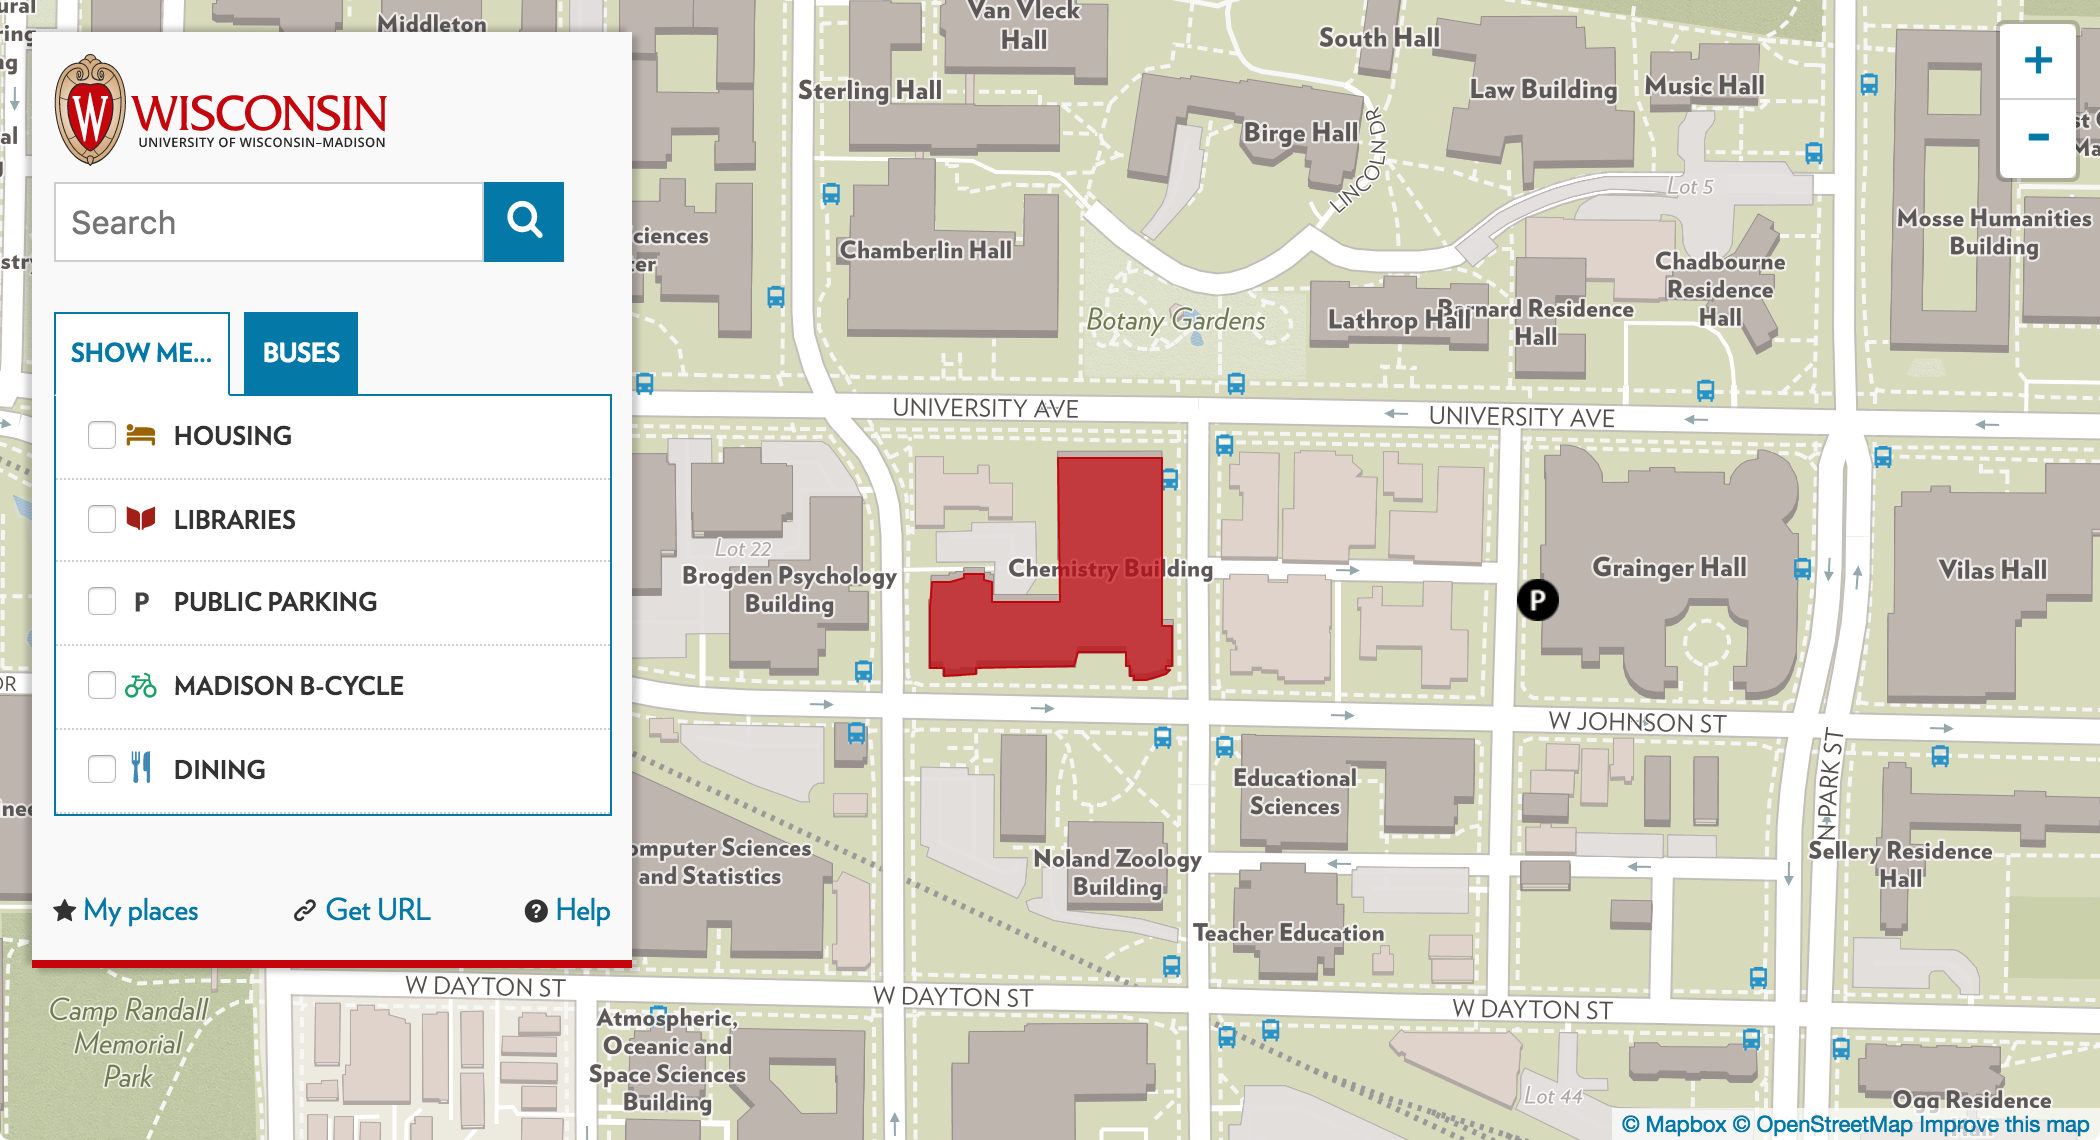 Middleton
Van Vleck
Hall
South Hall
Sterling Hall
Law Building
Music Hall
Birge Hall
LINCOLN DR
Lot 5
Mosse Humanities
Building
+
-
W
WISCONSIN
UNIVERSITY OF WISCONSIN–MADISON
Search
ciences
Chamberlin Hall
Chadbourne
Residence
Hall
Botany Gardens
Lathrop Hall
Barnard Residence
Hall
SHOW ME...
BUSES
UNIVERSITY AVE
UNIVERSITY AVE
HOUSING
LIBRARIES
P PUBLIC PARKING
MADISON B-CYCLE
DINING
Lot 22
Brogden Psychology
Building
Chemistry Building
P
Grainger Hall
Vilas Hall
W JOHNSON ST
N PARK ST
Educational
Sciences
omputer Sciences
and Statistics
Noland Zoology
Building
Sellery Residence
Hall
Teacher Education
My places
Get URL
Help
W DAYTON ST
W DAYTON ST
W DAYTON ST
Camp Randall
Memorial
Park
Atmospheric,
Oceanic and
Space Sciences
Building
Lot 44
Ogg Residence
© Mapbox © OpenStreetMap Improve this map